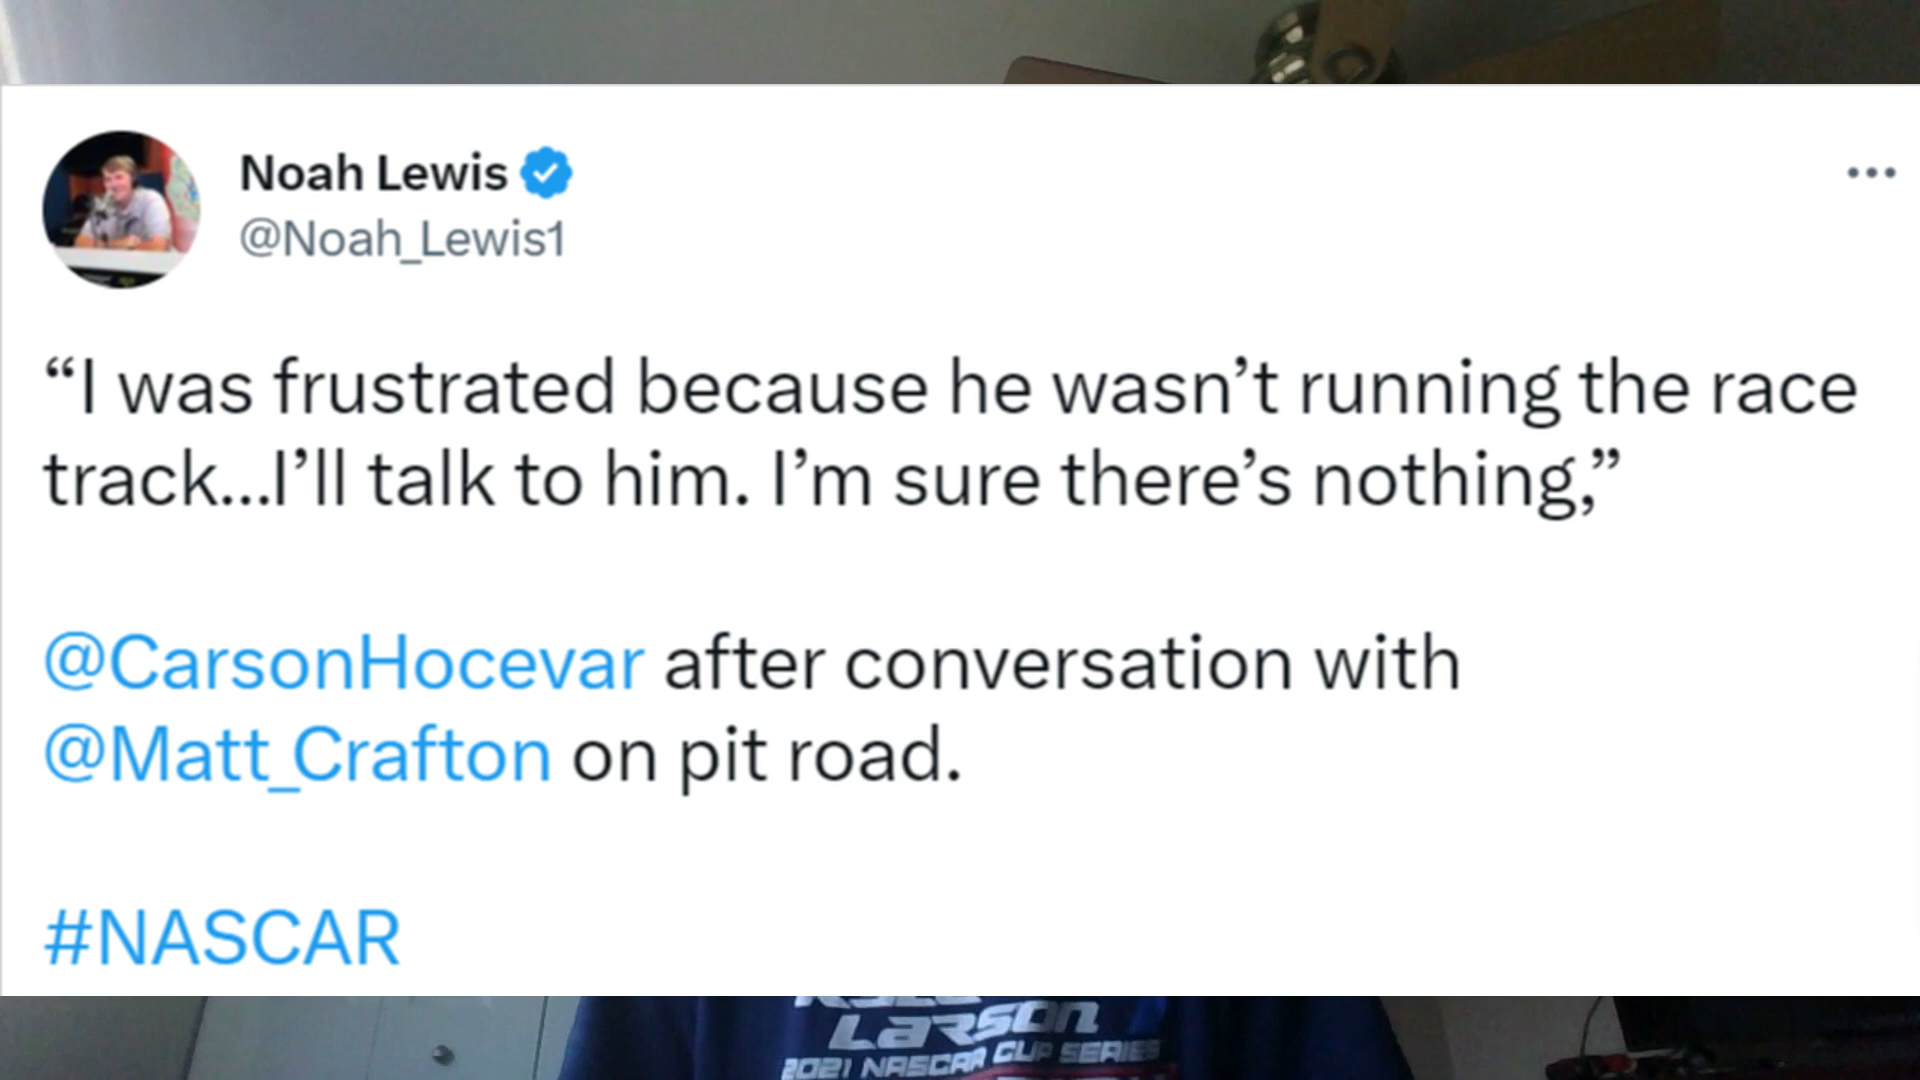 Noah Lewis
@Noah_Lewis1
“I was frustrated because he wasn’t running the race
track...I’ll talk to him. I’m sure there’s nothing,”
@CarsonHocevar after conversation with
@Matt_Crafton on pit road.
#NASCAR
KYLE
LARSON
2021 NASCAR CUP SERIES